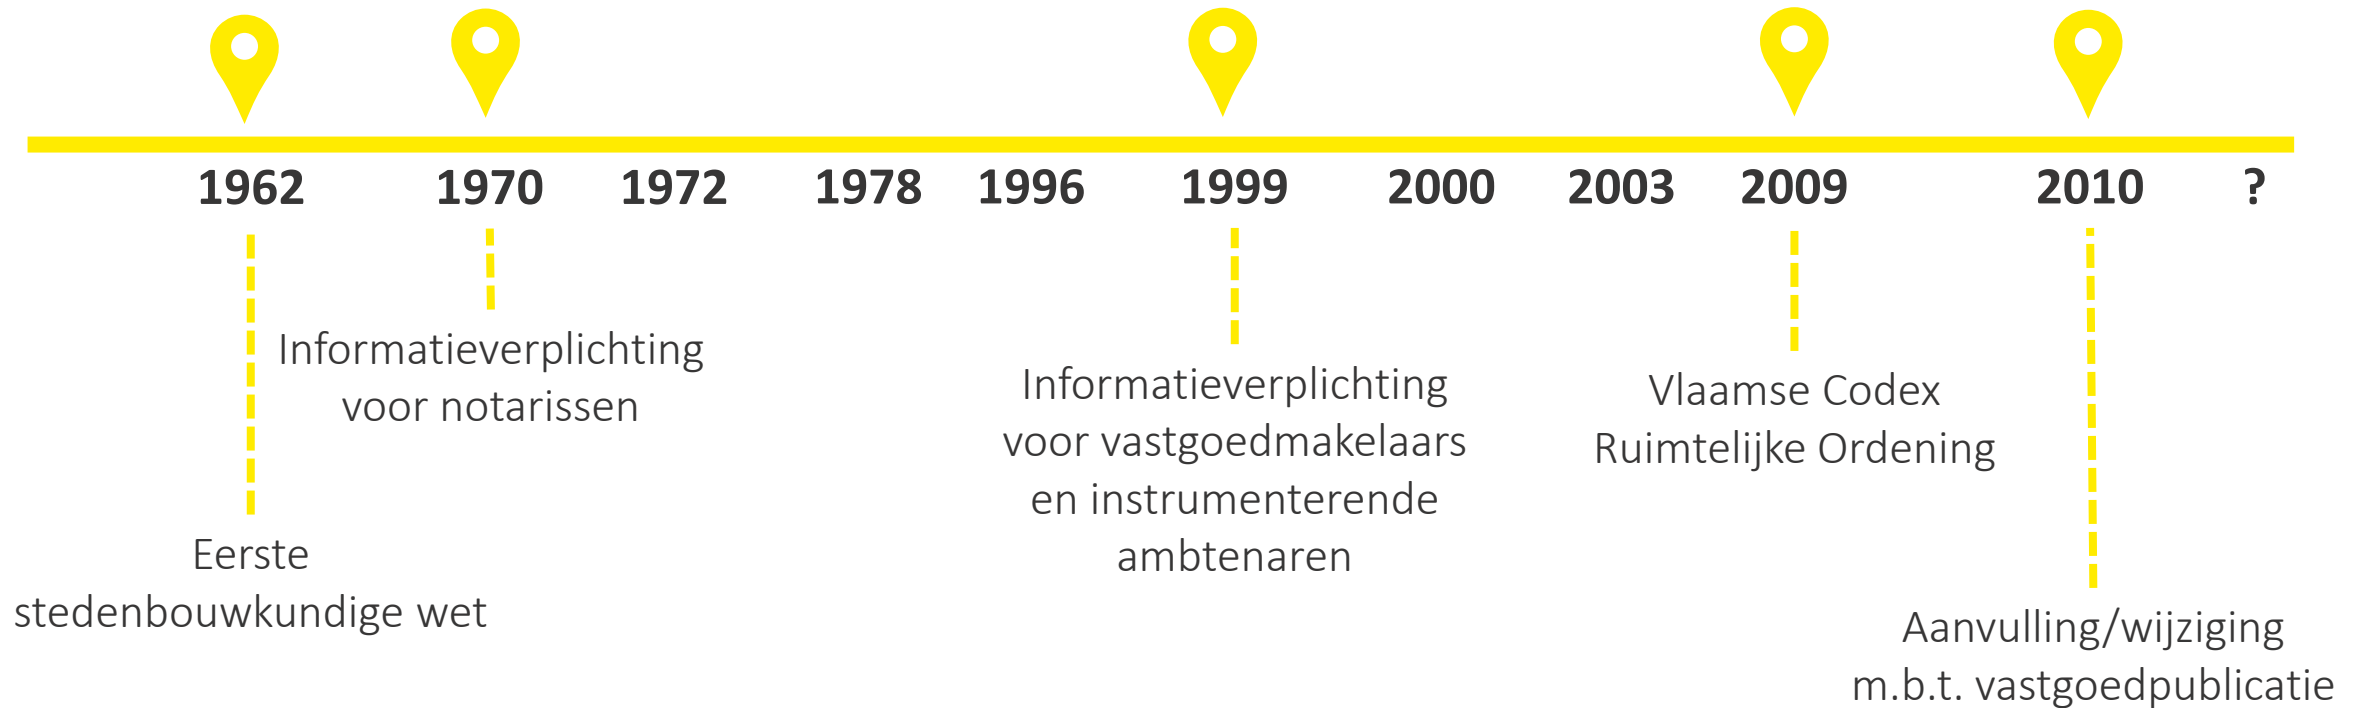 1962 1970 1972 1978 1996 1999 2000 2003 2009 2010 ?
Eerste
stedenbouwkundige wet
Informatieverplichting
voor notarissen
Informatieverplichting
voor vastgoedmakelaars
en instrumenterende
ambtenaren
Vlaamse Codex
Ruimtelijke Ordening
Aanvulling/wijziging
m.b.t. vastgoedpublicatie